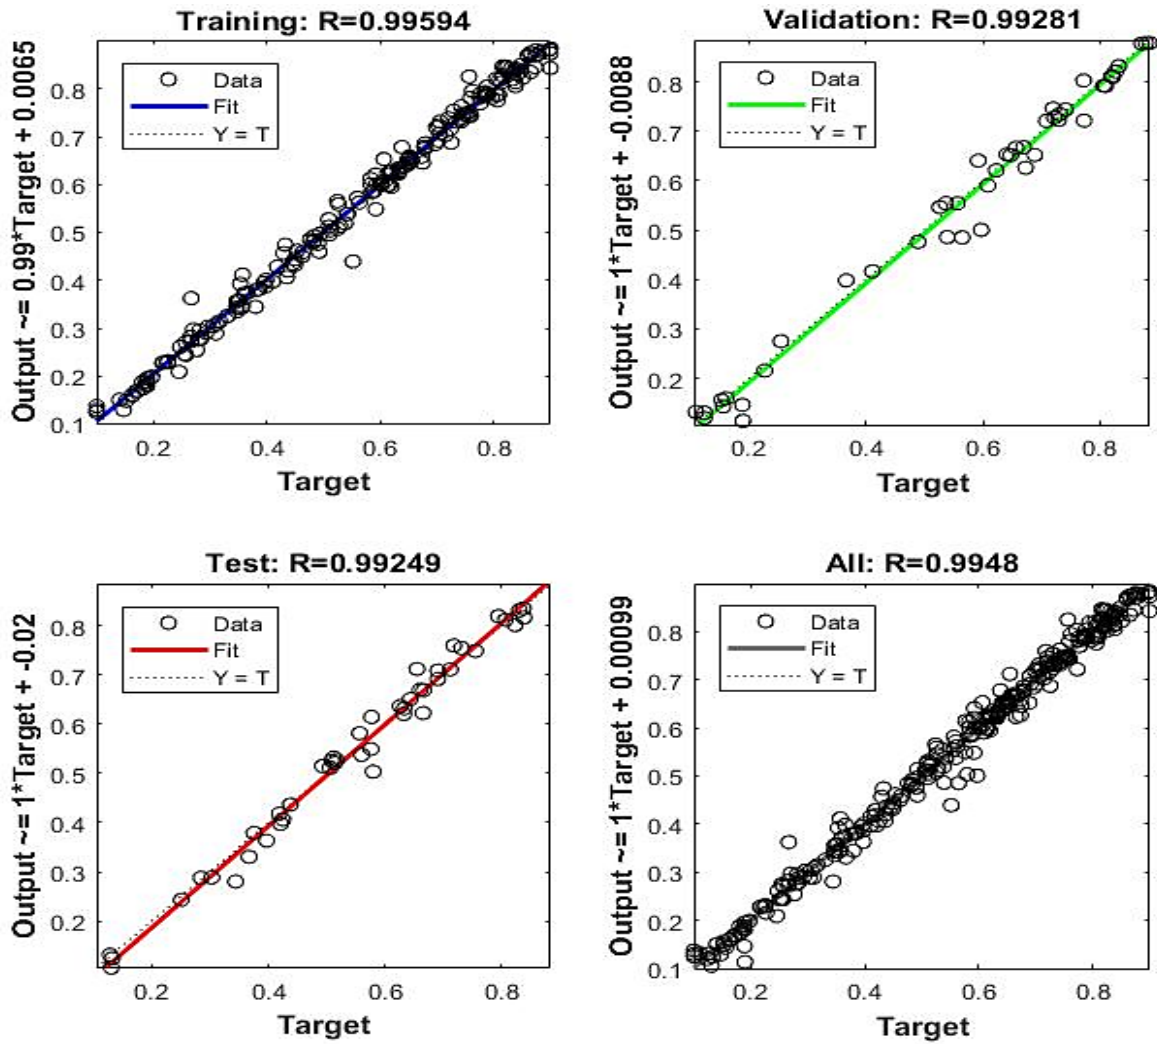 Training: R=0.99594
Output ~= 0.99*Target + 0.0065
Data
Fit
Y = T
0.8
0.7
0.6
0.5
0.4
0.3
0.2
0.1
0.2 0.4 0.6 0.8
Target
Validation: R=0.99281
Output ~= 1*Target + -0.0088
Data
Fit
Y = T
0.8
0.7
0.6
0.5
0.4
0.3
0.2
0.2 0.4 0.6 0.8
Target
Test: R=0.99249
Output ~= 1*Target + -0.02
Data
Fit
Y = T
0.8
0.7
0.6
0.5
0.4
0.3
0.2
0.2 0.4 0.6 0.8
Target
All: R=0.9948
Output ~= 1*Target + 0.00099
Data
Fit
Y = T
0.8
0.7
0.6
0.5
0.4
0.3
0.2
0.1
0.2 0.4 0.6 0.8
Target